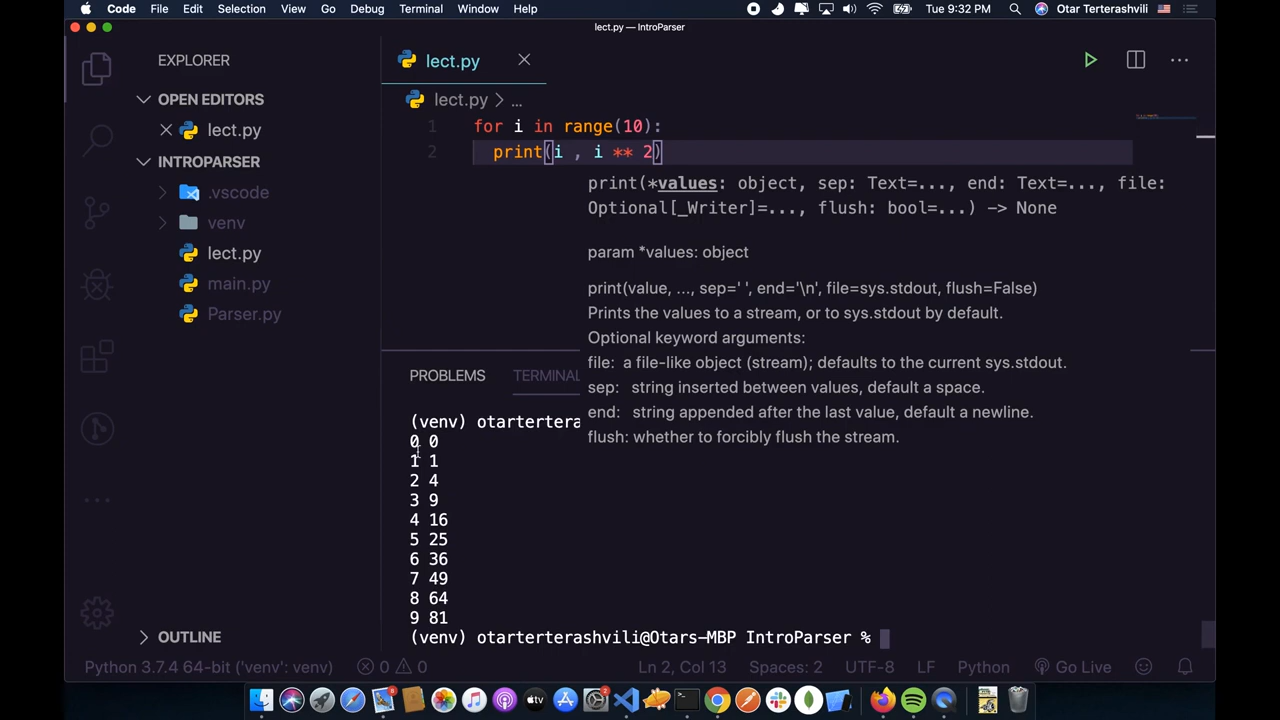 Code File Edit Selection View Go Debug Terminal Window Help Tue 9:32 PM Otar Terterashvili
lect.py — IntroParser
EXPLORER
OPEN EDITORS
lect.py
INTROPARSER
.vscode
venv
lect.py
main.py
Parser.py
OUTLINE
lect.py
lect.py > ...
1 for i in range(10):
2 print(i , i ** 2)
print(*values: object, sep: Text=..., end: Text=..., file:
Optional[_Writer]=..., flush: bool=...) -> None
param *values: object
print(value, ..., sep=' ', end='\n', file=sys.stdout, flush=False)
Prints the values to a stream, or to sys.stdout by default.
Optional keyword arguments:
file: a file-like object (stream); defaults to the current sys.stdout.
sep: string inserted between values, default a space.
end: string appended after the last value, default a newline.
flush: whether to forcibly flush the stream.
PROBLEMS TERMINAL
(venv) otartertera
0 0
1 1
2 4
3 9
4 16
5 25
6 36
7 49
8 64
9 81
(venv) otarterterashvili@Otars-MBP IntroParser %
Python 3.7.4 64-bit ('venv': venv) 0 0 Ln 2, Col 13 Spaces: 2 UTF-8 LF Python Go Live